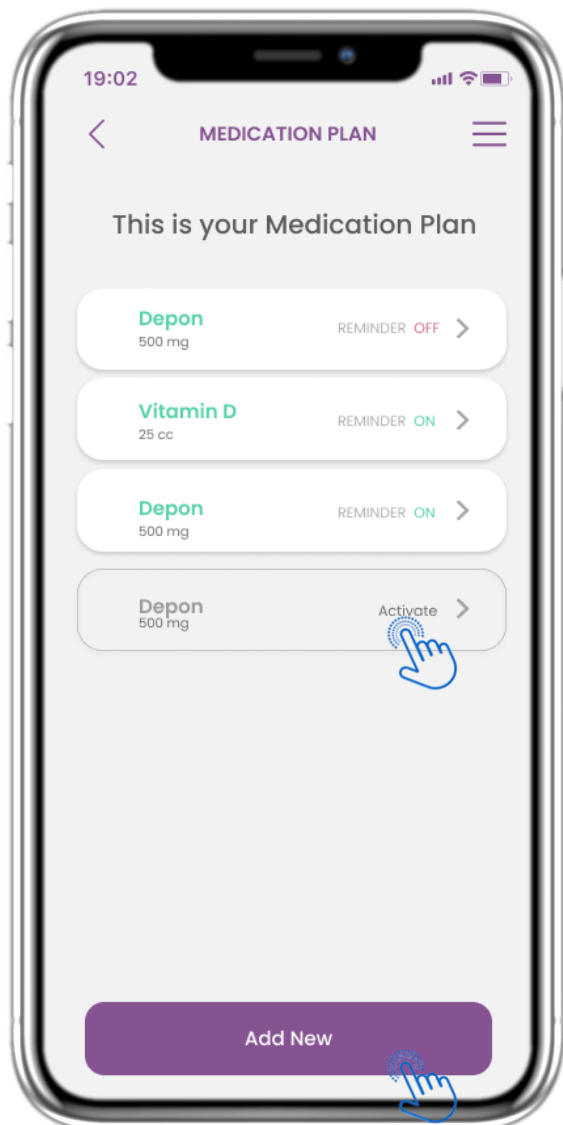 19:02
MEDICATION PLAN
This is your Medication Plan
Depon
500 mg
REMINDER OFF
Vitamin D
25 cc
REMINDER ON
Depon
500 mg
REMINDER ON
Depon
500 mg
Activate
Add New